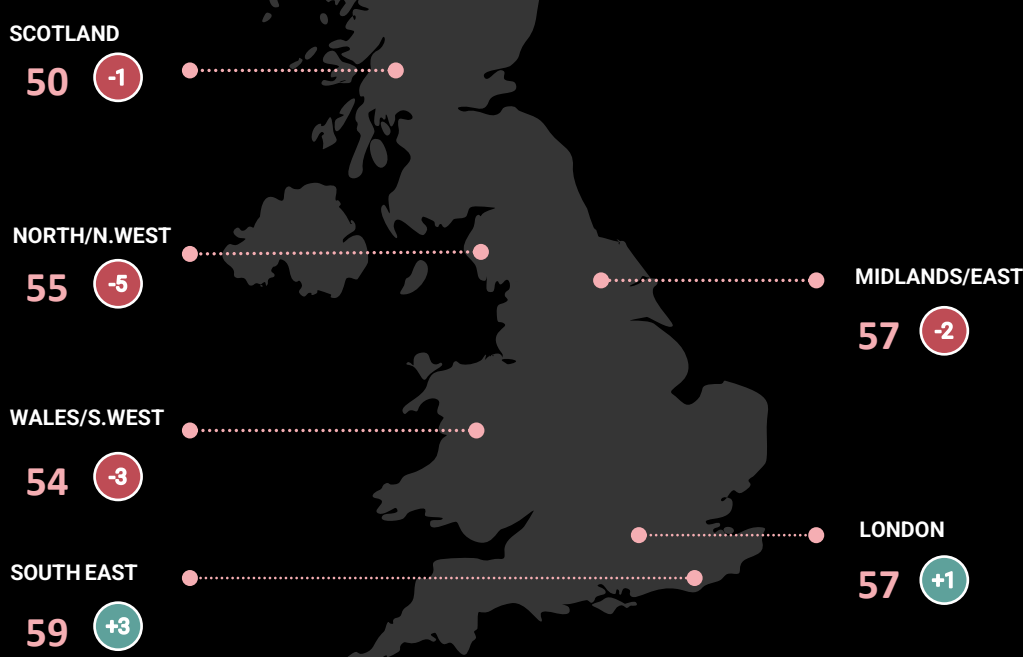 SCOTLAND
50 -1
NORTH/N.WEST
55 -5
MIDLANDS/EAST
57 -2
WALES/S.WEST
54 -3
LONDON
57 +1
SOUTH EAST
59 +3